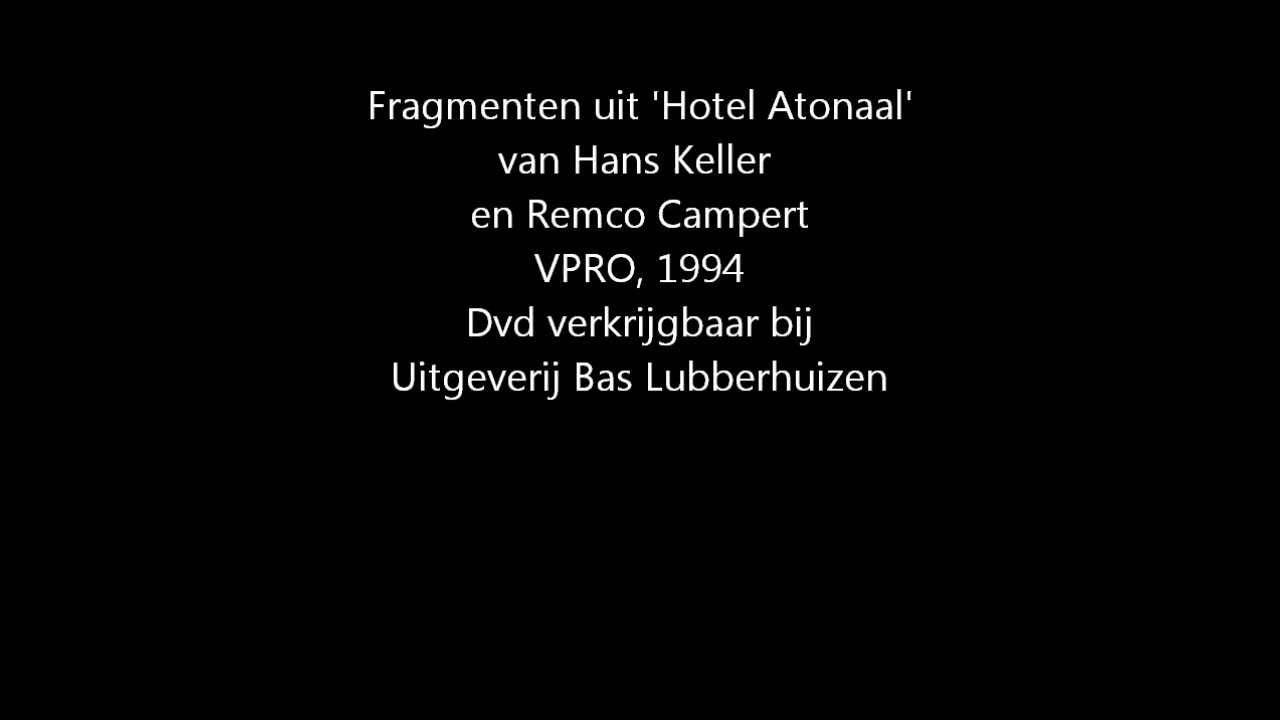 Fragmenten uit 'Hotel Atonaal'
van Hans Keller
en Remco Campert
VPRO, 1994
Dvd verkrijgbaar bij
Uitgeverij Bas Lubberhuizen